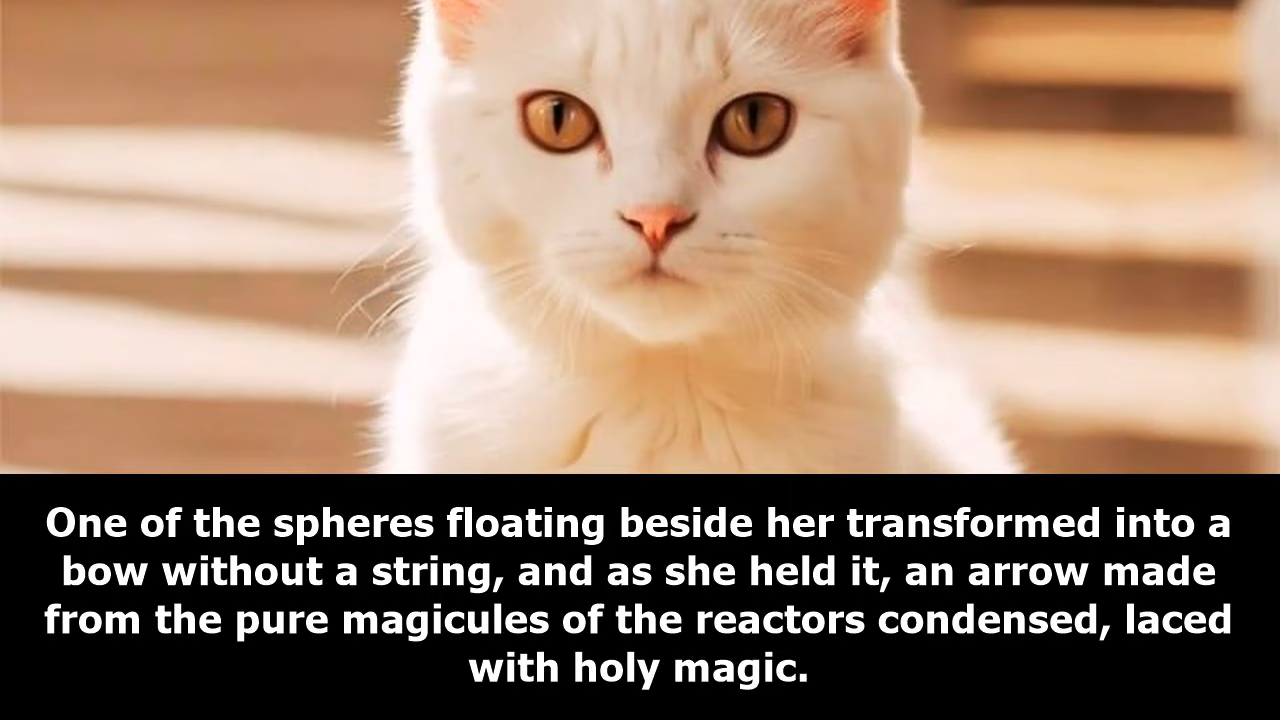 One of the spheres floating beside her transformed into a
bow without a string, and as she held it, an arrow made
from the pure magicules of the reactors condensed, laced
with holy magic.